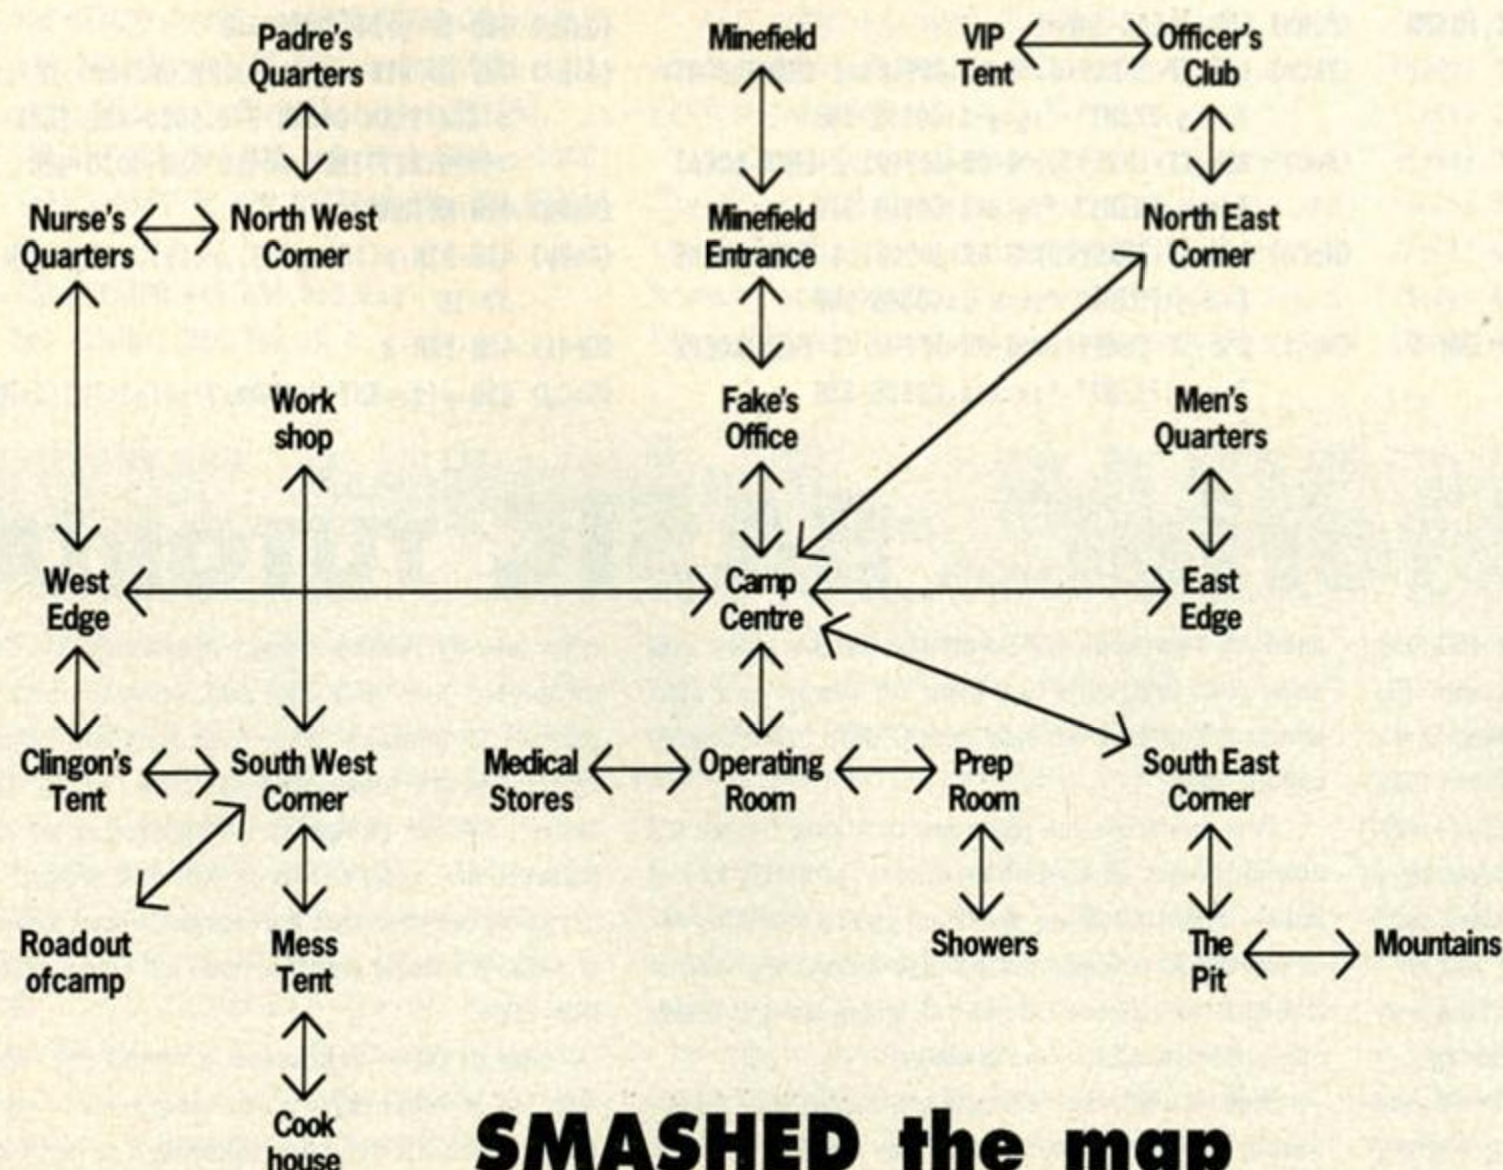 Padre's
Quarters
Minefield
VIP
Tent
Officer's
Club
Nurse's
Quarters
North West
Corner
Minefield
Entrance
North East
Corner
Work
shop
Fake's
Office
Men's
Quarters
West
Edge
Camp
Centre
East
Edge
Clingon's
Tent
South West
Corner
Medical
Stores
Operating
Room
Prep
Room
South East
Corner
Road out
of camp
Mess
Tent
Showers
The
Pit
Mountains
Cook
house
SMASHED the map